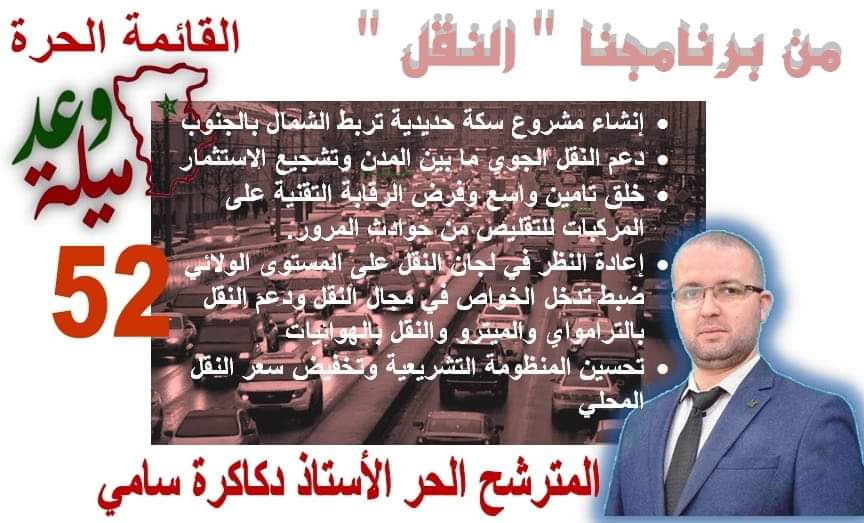 من برنامجنا " النقل "
القائمة الحرة
وعد
ميلة
52
• إنشاء مشروع سكة حديدية تربط الشمال بالجنوب
• دعم النقل الجوي ما بين المدن وتشجيع الاستثمار
• خلق تامين واسع وفرض الرقابة التقنية على
المركبات للتقليص من حوادث المرور.
• إعادة النظر في لجان النقل على المستوى الولائي
ضبط تدخل الخواص في مجال النقل ودعم النقل
بالترامواي والميترو والنقل بالهوائيات
• تحسين المنظومة التشريعية وتخفيض سعر النقل
المحلي
المترشح الحر الأستاذ دكاكرة سامي